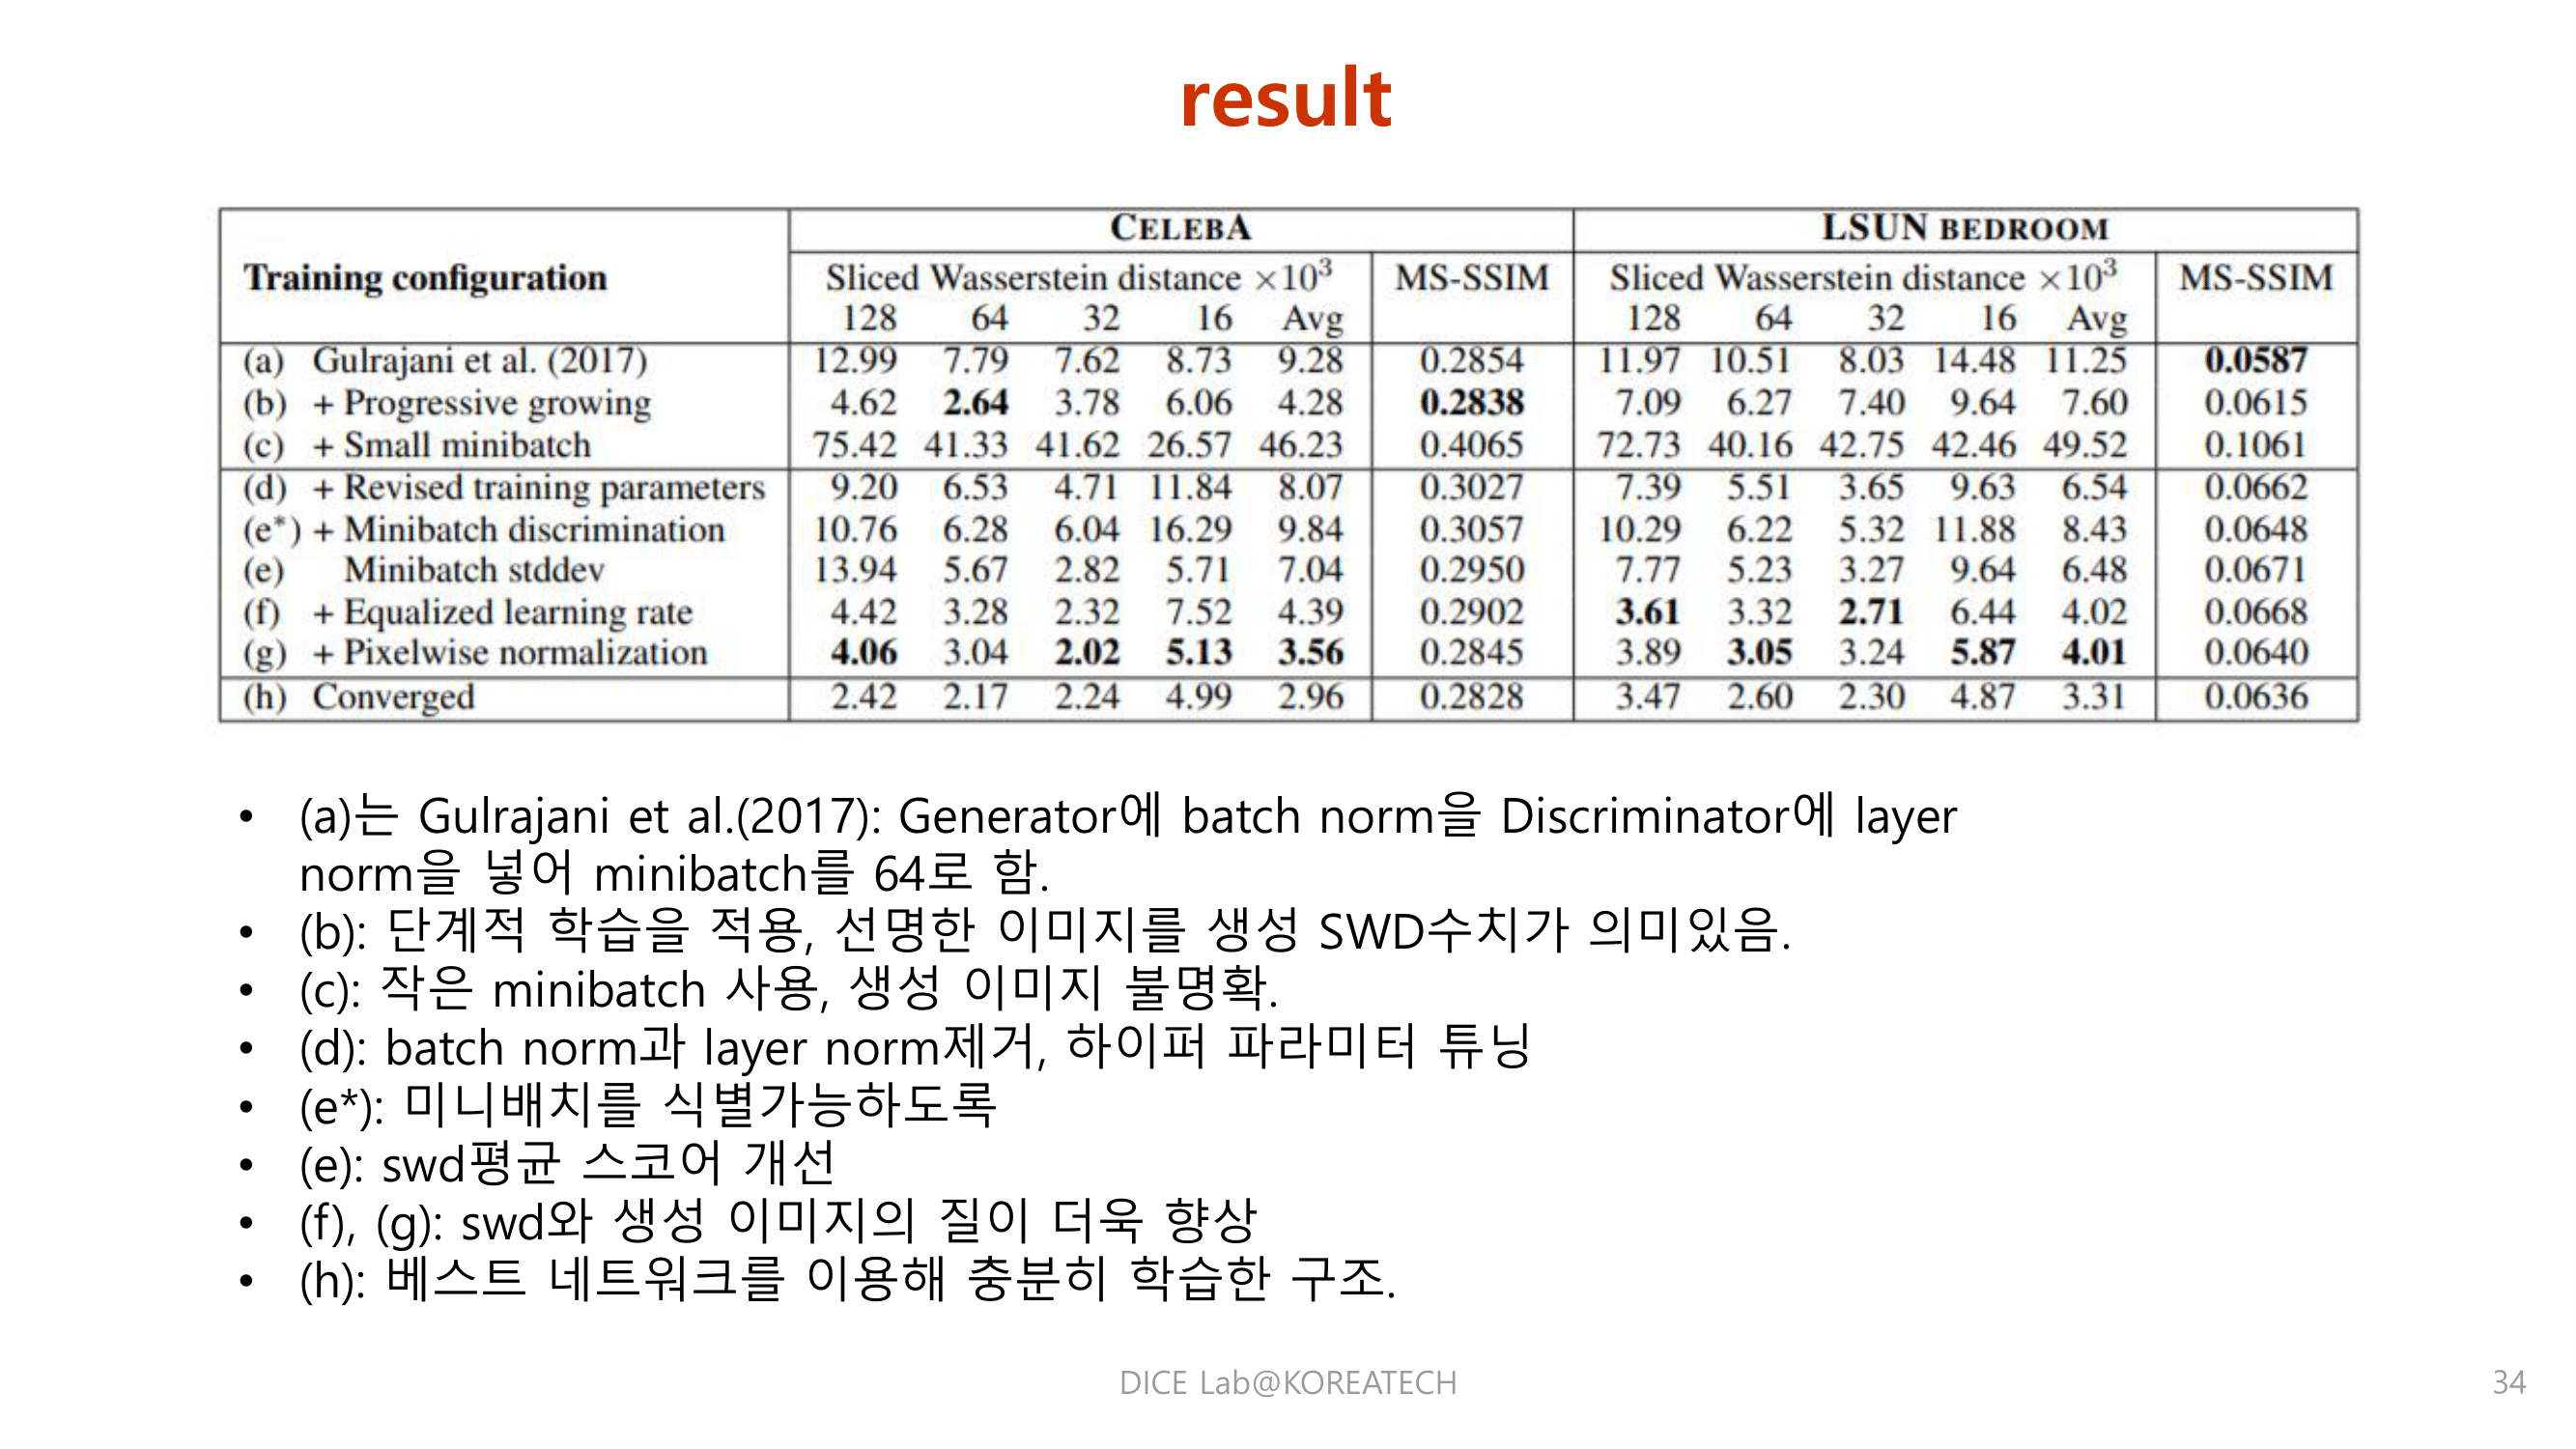 result
CELEBA LSUN BEDROOM
Training configuration Sliced Wasserstein distance ×10³ MS-SSIM Sliced Wasserstein distance ×10³ MS-SSIM
128 64 32 16 Avg 128 64 32 16 Avg
(a) Gulrajani et al. (2017) 12.99 7.79 7.62 8.73 9.28 0.2854 11.97 10.51 8.03 14.48 11.25 0.0587
(b) + Progressive growing 4.62 2.64 3.78 6.06 4.28 0.2838 7.09 6.27 7.40 9.64 7.60 0.0615
(c) + Small minibatch 75.42 41.33 41.62 26.57 46.23 0.4065 72.73 40.16 42.75 42.46 49.52 0.1061
(d) + Revised training parameters 9.20 6.53 4.71 11.84 8.07 0.3027 7.39 5.51 3.65 9.63 6.54 0.0662
(e*) + Minibatch discrimination 10.76 6.28 6.04 16.29 9.84 0.3057 10.29 6.22 5.32 11.88 8.43 0.0648
(e) Minibatch stddev 13.94 5.67 2.82 5.71 7.04 0.2950 7.77 5.23 3.27 9.64 6.48 0.0671
(f) + Equalized learning rate 4.42 3.28 2.32 7.52 4.39 0.2902 3.61 3.32 2.71 6.44 4.02 0.0668
(g) + Pixelwise normalization 4.06 3.04 2.02 5.13 3.56 0.2845 3.89 3.05 3.24 5.87 4.01 0.0640
(h) Converged 2.42 2.17 2.24 4.99 2.96 0.2828 3.47 2.60 2.30 4.87 3.31 0.0636
• (a)는 Gulrajani et al.(2017): Generator에 batch norm을 Discriminator에 layer
norm을 넣어 minibatch를 64로 함.
• (b): 단계적 학습을 적용, 선명한 이미지를 생성 SWD수치가 의미있음.
• (c): 작은 minibatch 사용, 생성 이미지 불명확.
• (d): batch norm과 layer norm제거, 하이퍼 파라미터 튜닝
• (e*): 미니배치를 식별가능하도록
• (e): swd평균 스코어 개선
• (f), (g): swd와 생성 이미지의 질이 더욱 향상
• (h): 베스트 네트워크를 이용해 충분히 학습한 구조.
DICE Lab@KOREATECH
34